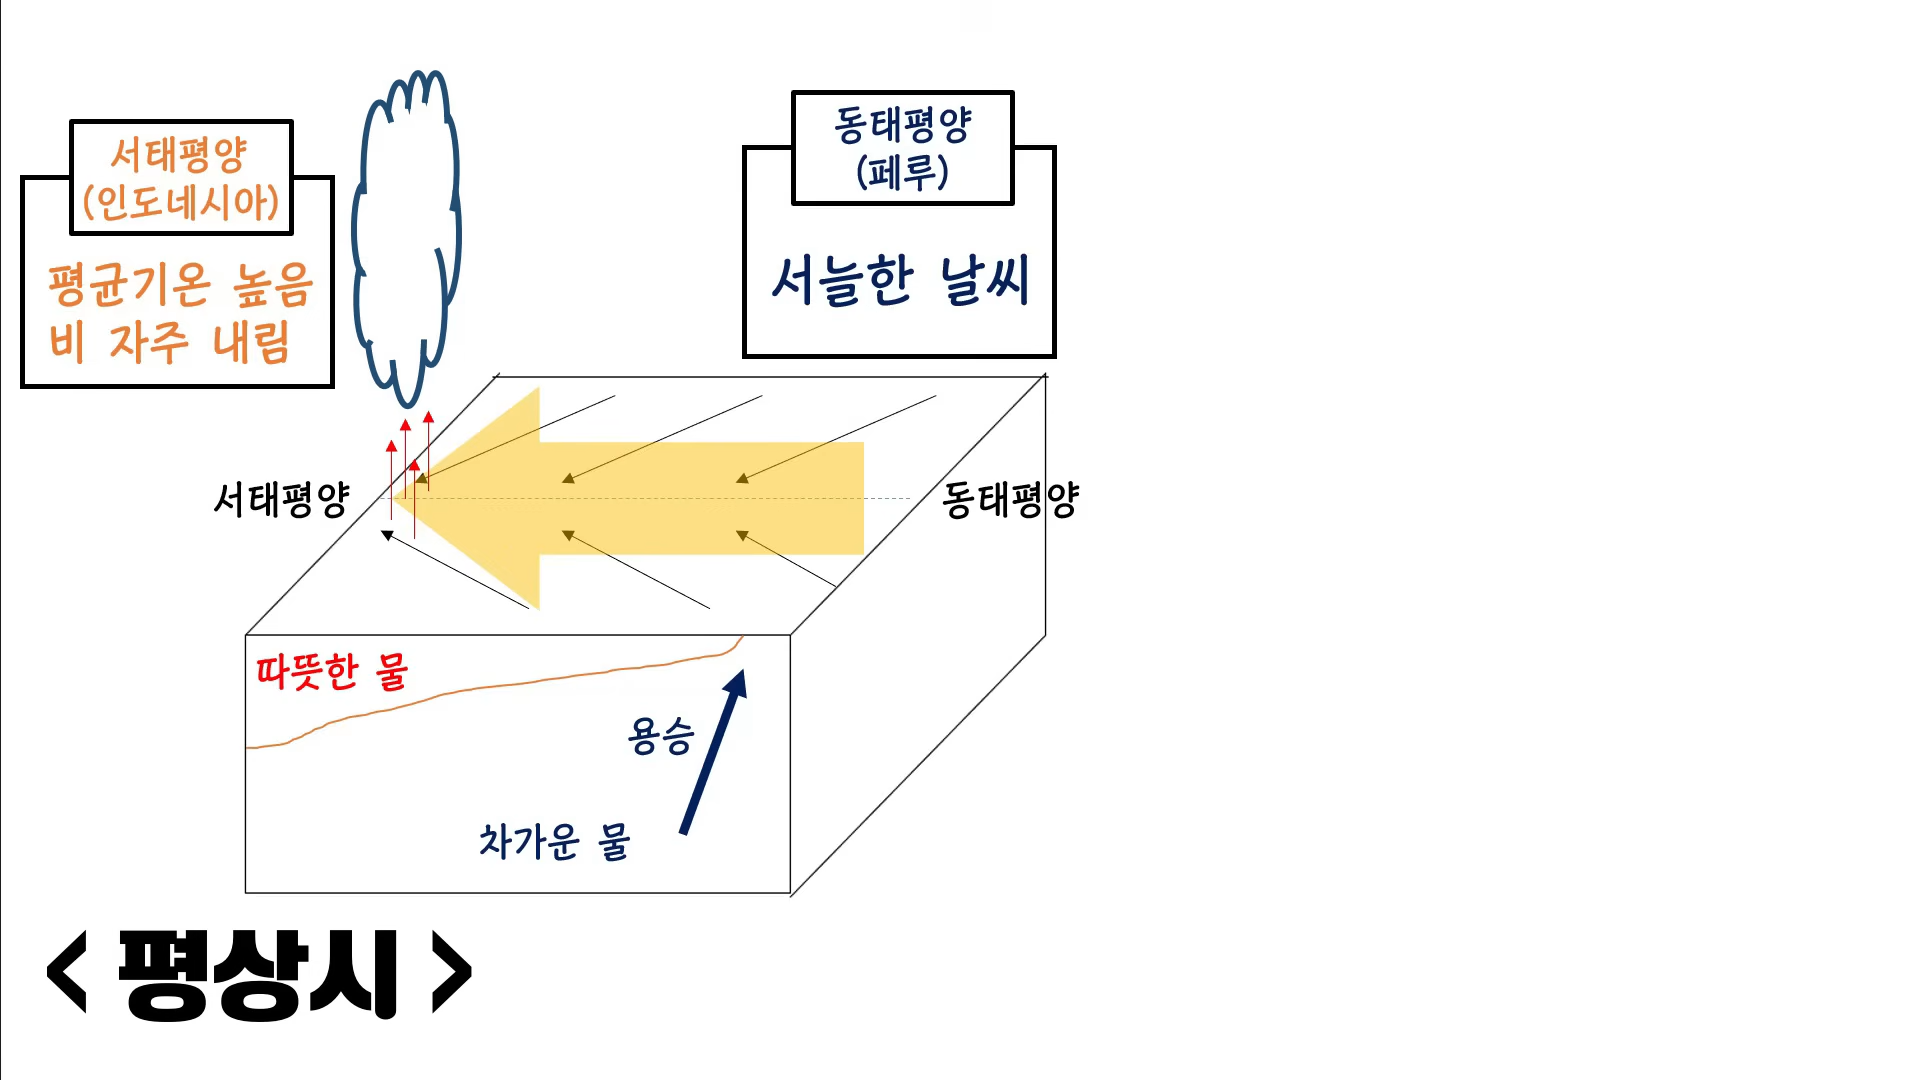 서태평양
(인도네시아)
평균기온 높음
비 자주 내림
동태평양
(페루)
서늘한 날씨
서태평양
동태평양
따뜻한 물
용승
차가운 물
< 평상시 >